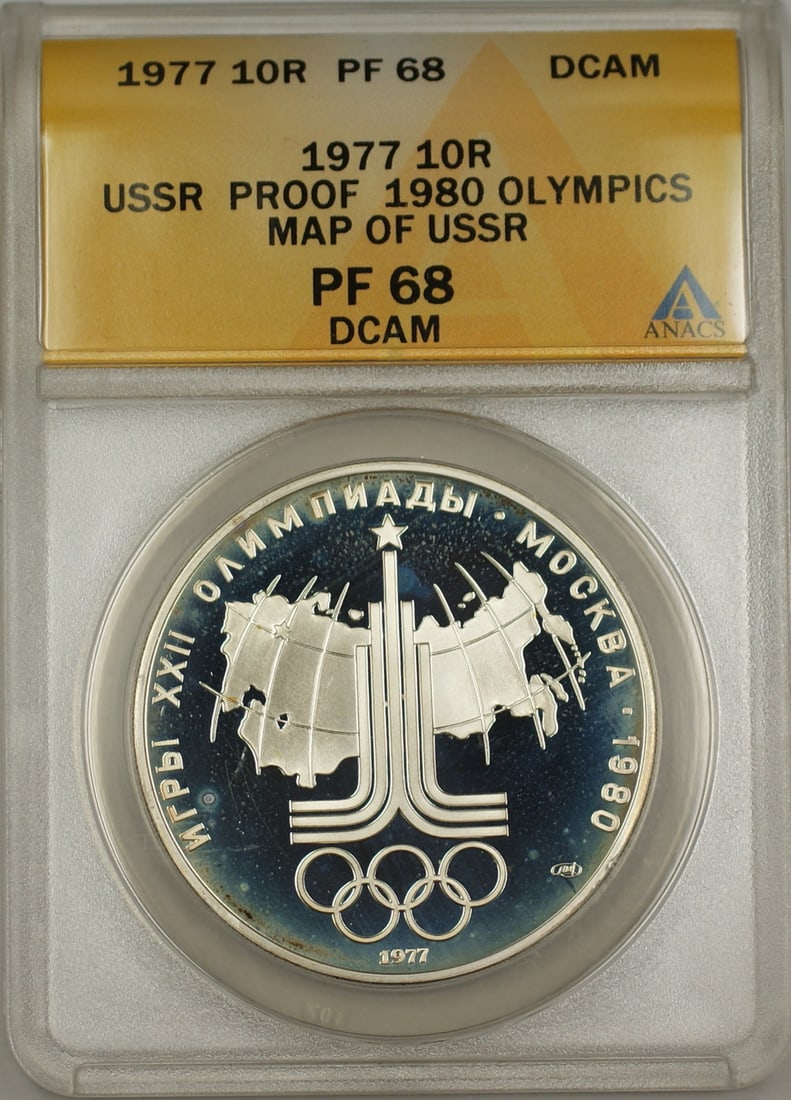 1977 10R PF 68 DCAM
1977 10R
USSR PROOF 1980 OLYMPICS
MAP OF USSR
PF 68
DCAM
ANACS
ИГРЫ XXII ОЛИМПИАДЫ · МОСКВА · 1980
ЛМД
1977